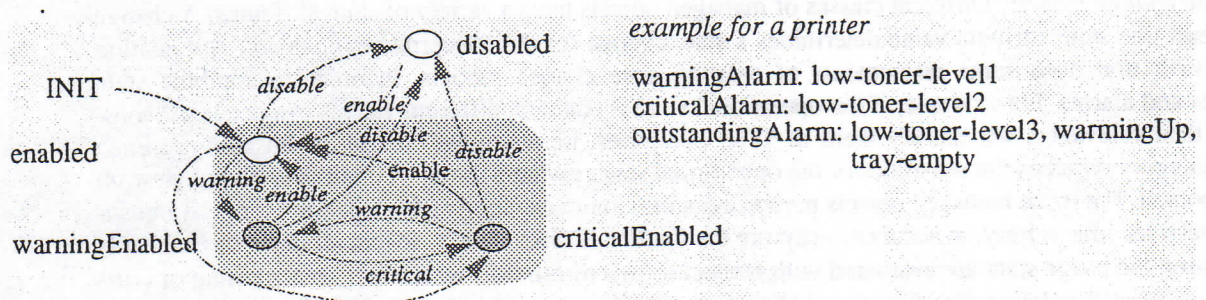 disabled
example for a printer
disable
INIT
enable
warningAlarm: low-toner-level1
criticalAlarm: low-toner-level2
disable
outstandingAlarm: low-toner-level3, warmingUp,
tray-empty
enabled
disable
warning
enable
enable
warning
warningEnabled
criticalEnabled
critical